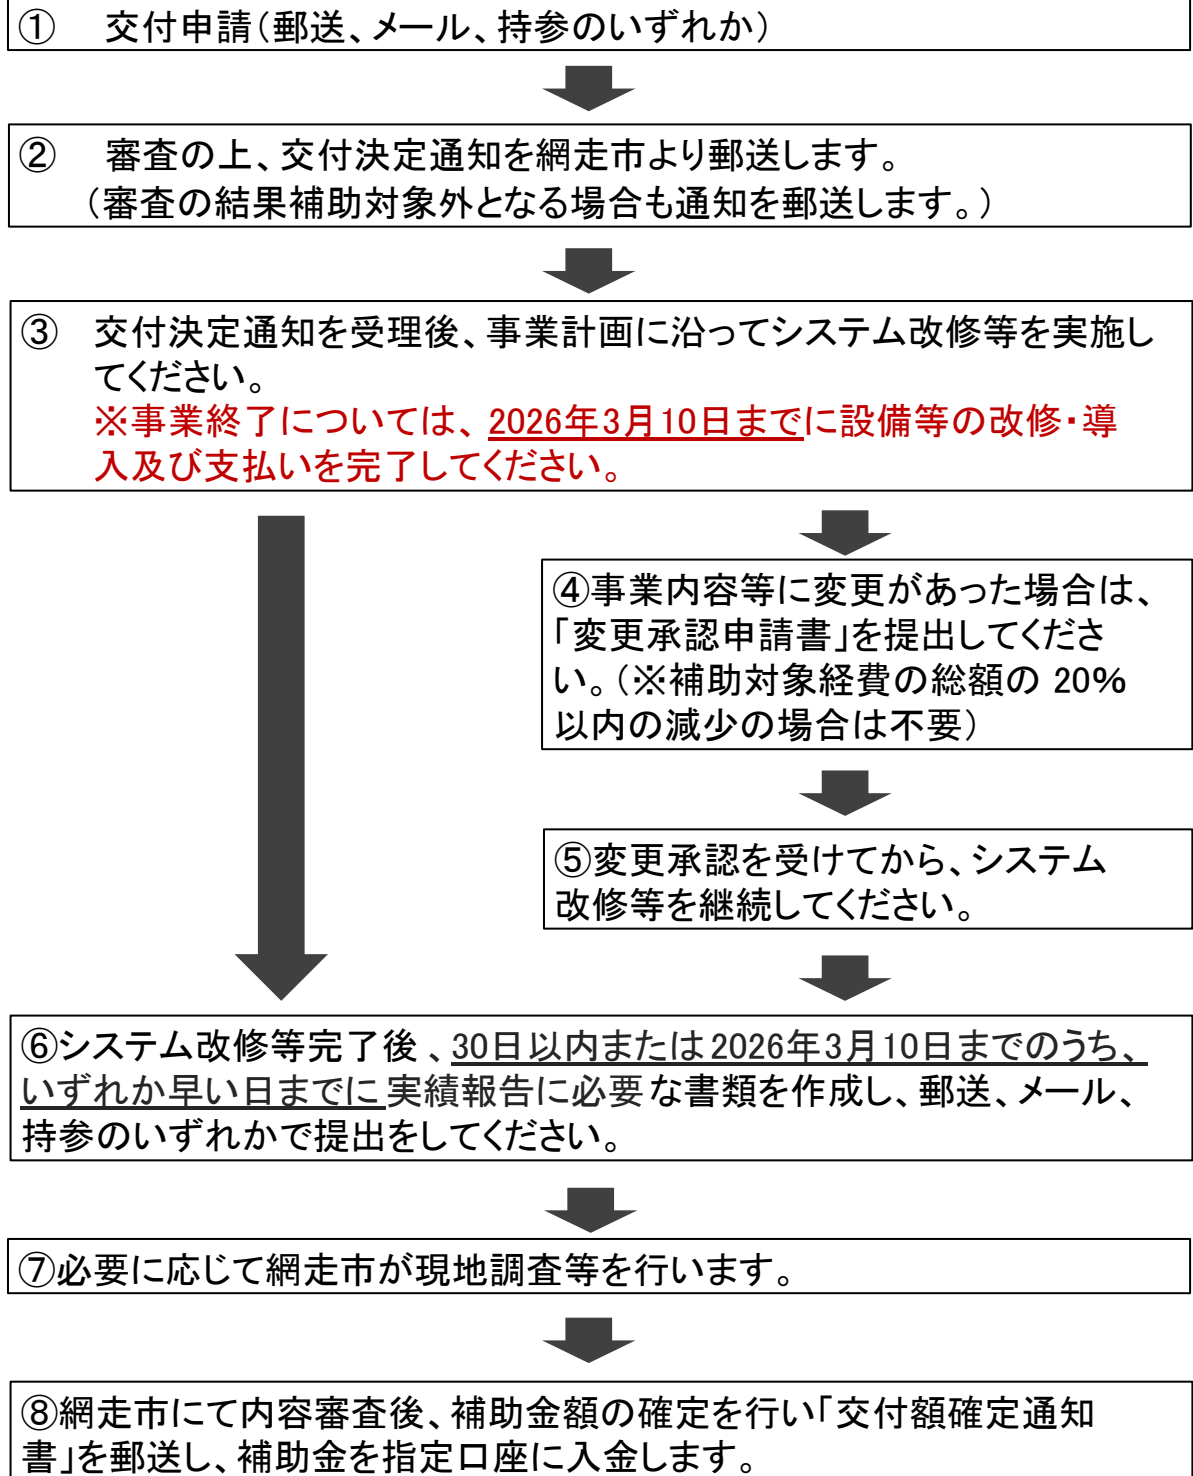 ① 交付申請(郵送、メール、持参のいずれか)
② 審査の上、交付決定通知を網走市より郵送します。
(審査の結果補助対象外となる場合も通知を郵送します。)
③ 交付決定通知を受理後、事業計画に沿ってシステム改修等を実施し
てください。
※事業終了については、2026年3月10日までに設備等の改修・導
入及び支払いを完了してください。
④事業内容等に変更があった場合は、
「変更承認申請書」を提出してくださ
い。(※補助対象経費の総額の 20%
以内の減少の場合は不要)
⑤変更承認を受けてから、システム
改修等を継続してください。
⑥システム改修等完了後、30日以内または2026年3月10日までのうち、
いずれか早い日までに実績報告に必要な書類を作成し、郵送、メール、
持参のいずれかで提出をしてください。
⑦必要に応じて網走市が現地調査等を行います。
⑧網走市にて内容審査後、補助金額の確定を行い「交付額確定通知
書」を郵送し、補助金を指定口座に入金します。